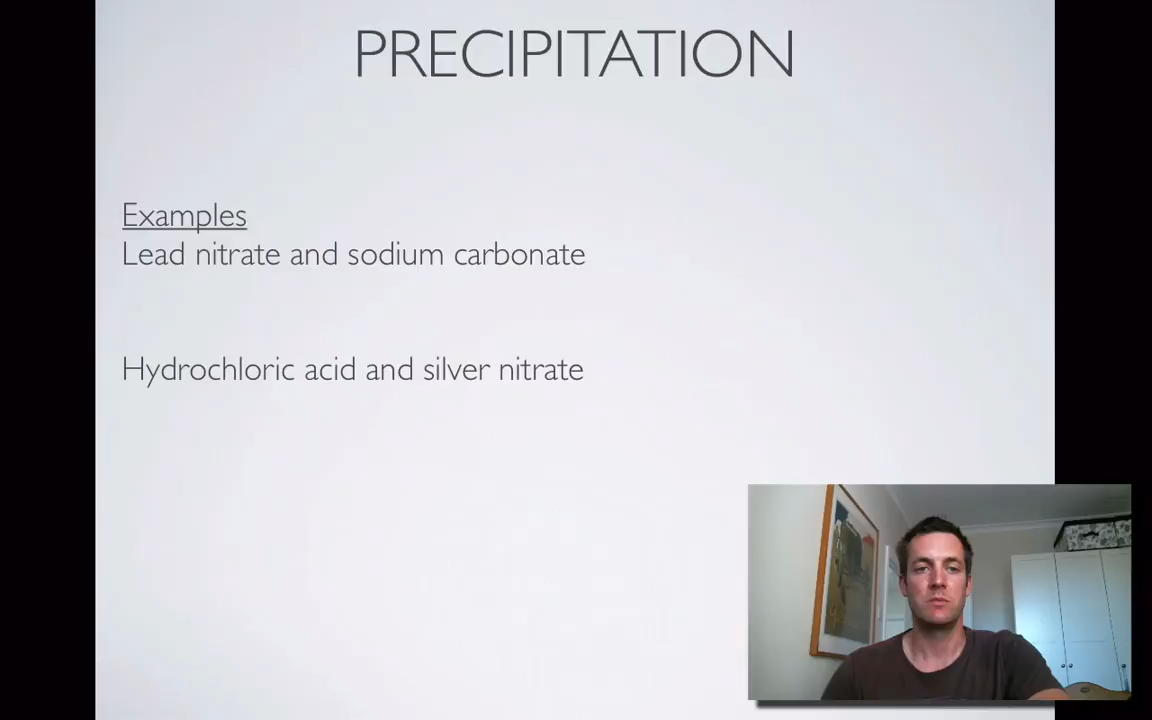 PRECIPITATION
Examples
Lead nitrate and sodium carbonate
Hydrochloric acid and silver nitrate